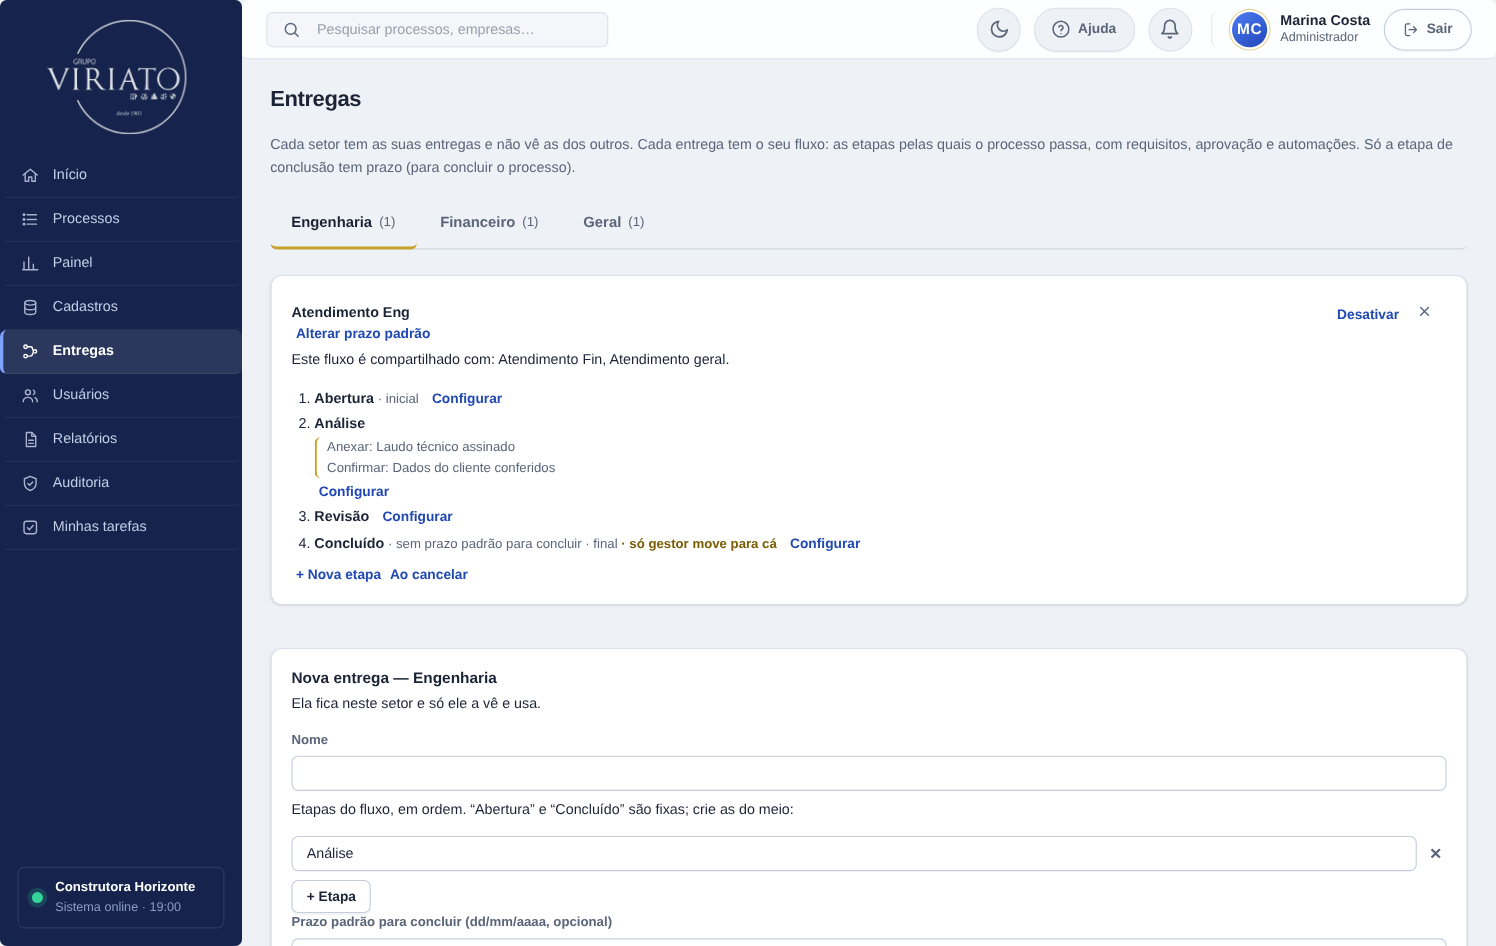 GRUPO
VIRIATO
desde 1983
Início
Processos
Painel
Cadastros
Entregas
Usuários
Relatórios
Auditoria
Minhas tarefas
Construtora Horizonte
Sistema online · 19:00
Pesquisar processos, empresas…
Ajuda
MC
Marina Costa
Administrador
Sair
Entregas
Cada setor tem as suas entregas e não vê as dos outros. Cada entrega tem o seu fluxo: as etapas pelas quais o processo passa, com requisitos, aprovação e automações. Só a etapa de
conclusão tem prazo (para concluir o processo).
Engenharia (1)
Financeiro (1)
Geral (1)
Atendimento Eng
Desativar ×
Alterar prazo padrão
Este fluxo é compartilhado com: Atendimento Fin, Atendimento geral.
1. Abertura · inicial Configurar
2. Análise
Anexar: Laudo técnico assinado
Confirmar: Dados do cliente conferidos
Configurar
3. Revisão Configurar
4. Concluído · sem prazo padrão para concluir · final · só gestor move para cá Configurar
+ Nova etapa Ao cancelar
Nova entrega — Engenharia
Ela fica neste setor e só ele a vê e usa.
Nome
Etapas do fluxo, em ordem. “Abertura” e “Concluído” são fixas; crie as do meio:
Análise ×
+ Etapa
Prazo padrão para concluir (dd/mm/aaaa, opcional)